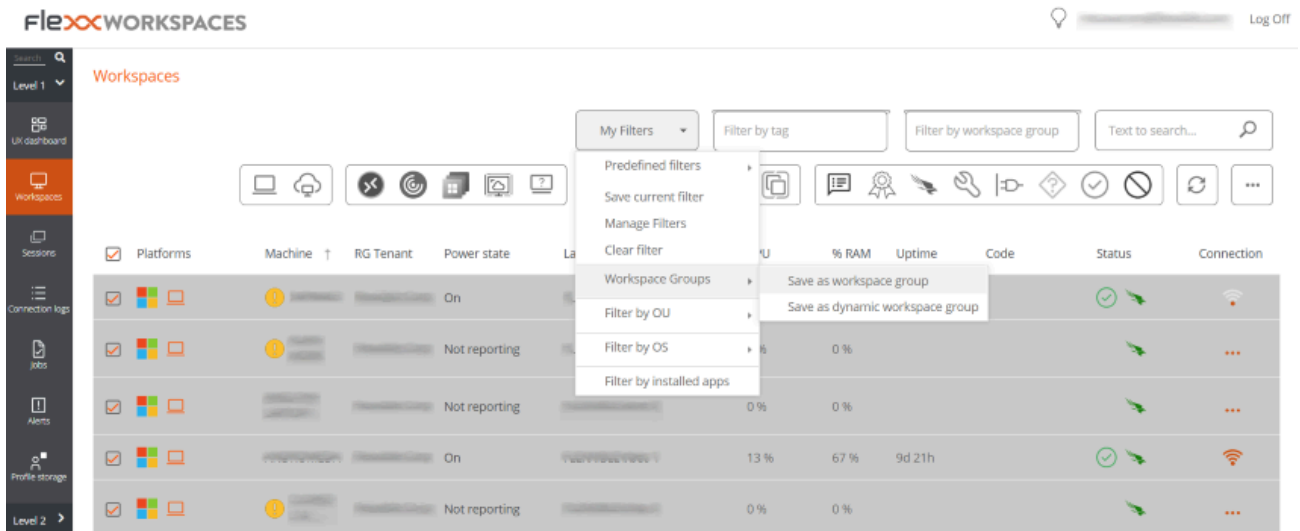 FlexxWORKSPACES
Log Off
Search
Level 1
Workspaces
UX dashboard
My Filters
Filter by tag
Filter by workspace group
Text to search...
Workspaces
Predefined filters
Save current filter
Manage Filters
Clear filter
Workspace Groups
Save as workspace group
Save as dynamic workspace group
Filter by OU
Filter by OS
Filter by installed apps
Sessions
Platforms Machine ↑ RG Tenant Power state % RAM Uptime Code Status Connection
Connection logs
On
Jobs
Not reporting 0 %
Alerts
Not reporting 0 % 0 %
Profile storage
On 13 % 67 % 9d 21h
Not reporting 0 % 0 %
Level 2